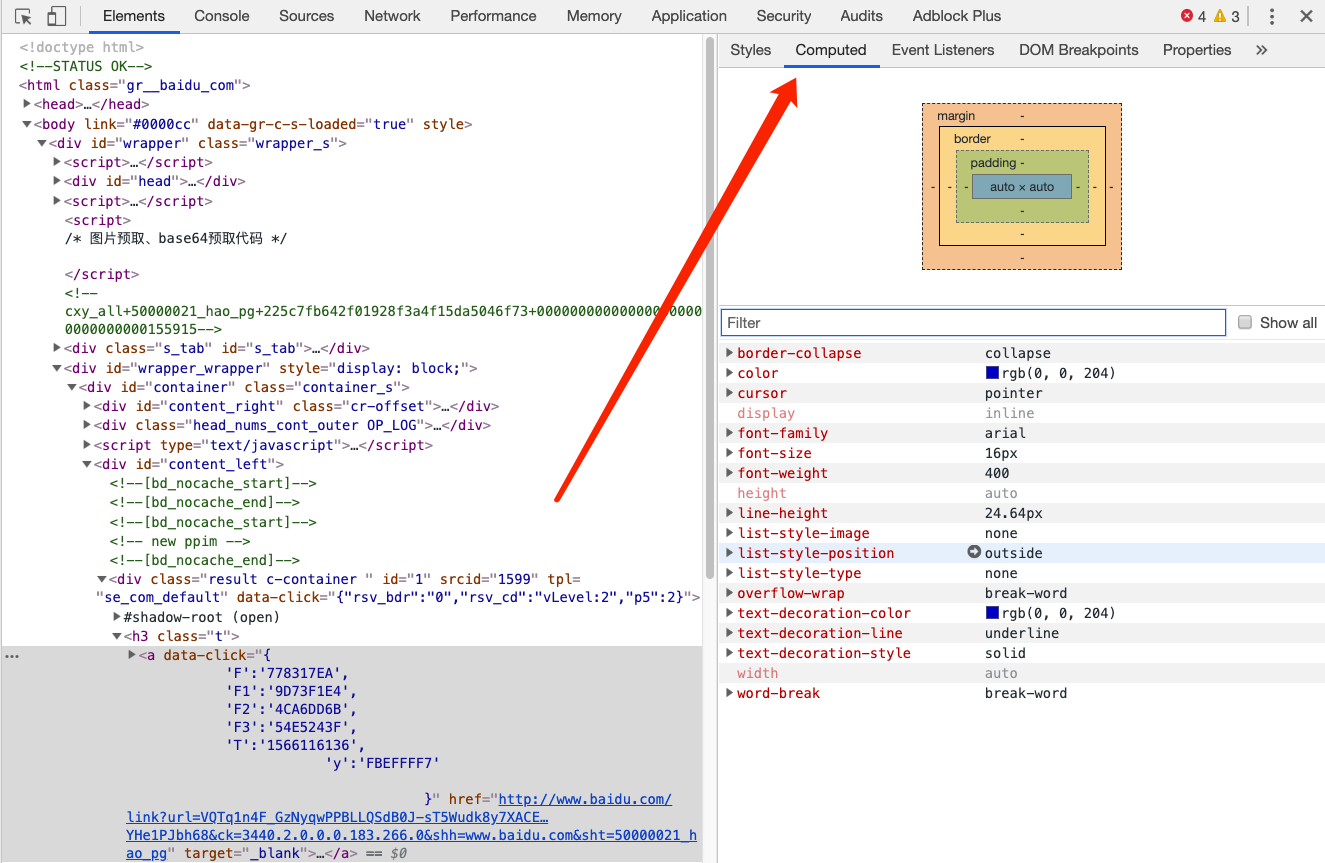 Elements Console Sources Network Performance Memory Application Security Audits Adblock Plus 4 3
<!doctype html>
<!--STATUS OK-->
<html class="gr__baidu_com">
<head>…</head>
<body link="#0000cc" data-gr-c-s-loaded="true" style>
<div id="wrapper" class="wrapper_s">
<script>…</script>
<div id="head">…</div>
<script>…</script>
<script>
/* 图片预取、base64预取代码 */
</script>
<!--
cxy_all+50000021_hao_pg+225c7fb642f01928f3a4f15da5046f73+00000000000000000000
0000000000155915-->
<div class="s_tab" id="s_tab">…</div>
<div id="wrapper_wrapper" style="display: block;">
<div id="container" class="container_s">
<div id="content_right" class="cr-offset">…</div>
<div class="head_nums_cont_outer OP_LOG">…</div>
<script type="text/javascript">…</script>
<div id="content_left">
<!--[bd_nocache_start]-->
<!--[bd_nocache_end]-->
<!--[bd_nocache_start]-->
<!-- new ppim -->
<!--[bd_nocache_end]-->
<div class="result c-container " id="1" srcid="1599" tpl=
"se_com_default" data-click="{"rsv_bdr":"0","rsv_cd":"vLevel:2","p5":2}">
#shadow-root (open)
<h3 class="t">
… <a data-click="{
'F':'778317EA',
'F1':'9D73F1E4',
'F2':'4CA6DD6B',
'F3':'54E5243F',
'T':'1566116136',
'y':'FBEFFFF7'
}" href="http://www.baidu.com/
link?url=VQTq1n4F_GzNyqwPPBLLQSdB0J-sT5Wudk8y7XACE…
YHe1PJbh68&ck=3440.2.0.0.0.183.266.0&shh=www.baidu.com&sht=50000021_h
ao_pg" target="_blank">…</a> == $0
Styles Computed Event Listeners DOM Breakpoints Properties »
margin -
border -
padding -
- - - auto × auto - - -
-
-
-
Filter Show all
border-collapse collapse
color rgb(0, 0, 204)
cursor pointer
display inline
font-family arial
font-size 16px
font-weight 400
height auto
line-height 24.64px
list-style-image none
list-style-position outside
list-style-type none
overflow-wrap break-word
text-decoration-color rgb(0, 0, 204)
text-decoration-line underline
text-decoration-style solid
width auto
word-break break-word